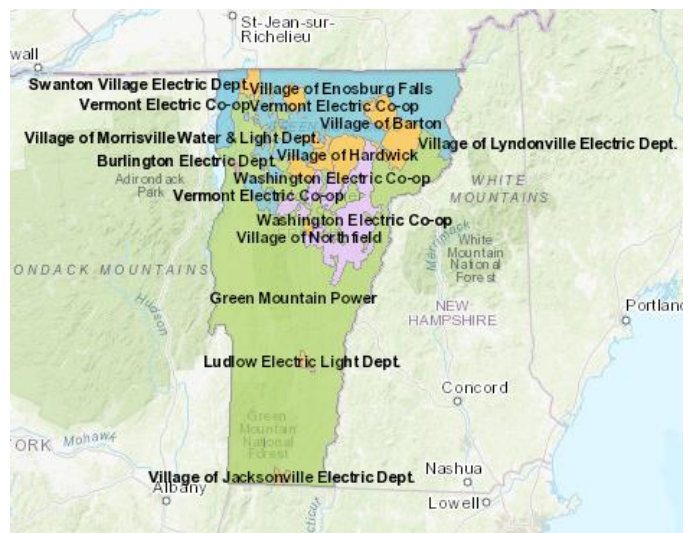 St-Jean-sur-
Richelieu
wall
Swanton Village Electric Dept.
Village of Enosburg Falls
Vermont Electric Co-op
Vermont Electric Co-op
Village of Barton
Village of Morrisville Water & Light Dept.
Village of Lyndonville Electric Dept.
Burlington Electric Dept.
Village of Hardwick
Adirondack
Park
Washington Electric Co-op
WHITE
MOUNTAINS
Vermont Electric Co-op
Washington Electric Co-op
Village of Northfield
Merrimack
White
Mountain
National
Forest
ONDACK MOUNTAINS
Green Mountain Power
Hudson
NEW
HAMPSHIRE
Portland
Ludlow Electric Light Dept.
Concord
Green
Mountain
National
Forest
ORK
Mohawk
Village of Jacksonville Electric Dept.
Nashua
Albany
Lowell
cticut